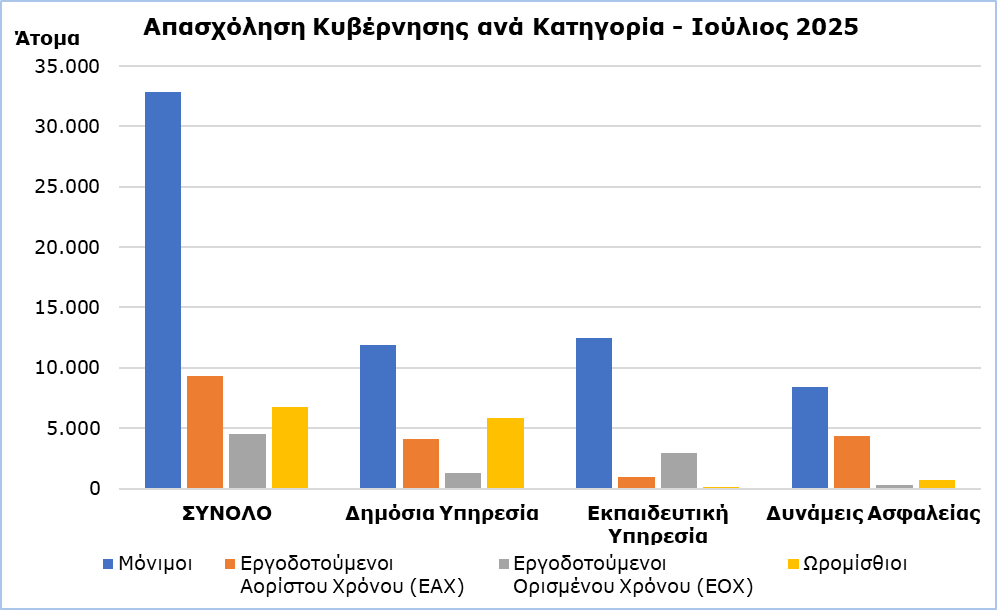 Απασχόληση Κυβέρνησης ανά Κατηγορία - Ιούλιος 2025
Άτομα
35.000
30.000
25.000
20.000
15.000
10.000
5.000
0
ΣΥΝΟΛΟ
Δημόσια Υπηρεσία
Εκπαιδευτική
Υπηρεσία
Δυνάμεις Ασφαλείας
Μόνιμοι
Εργοδοτούμενοι
Αορίστου Χρόνου (ΕΑΧ)
Εργοδοτούμενοι
Ορισμένου Χρόνου (ΕΟΧ)
Ωρομίσθιοι